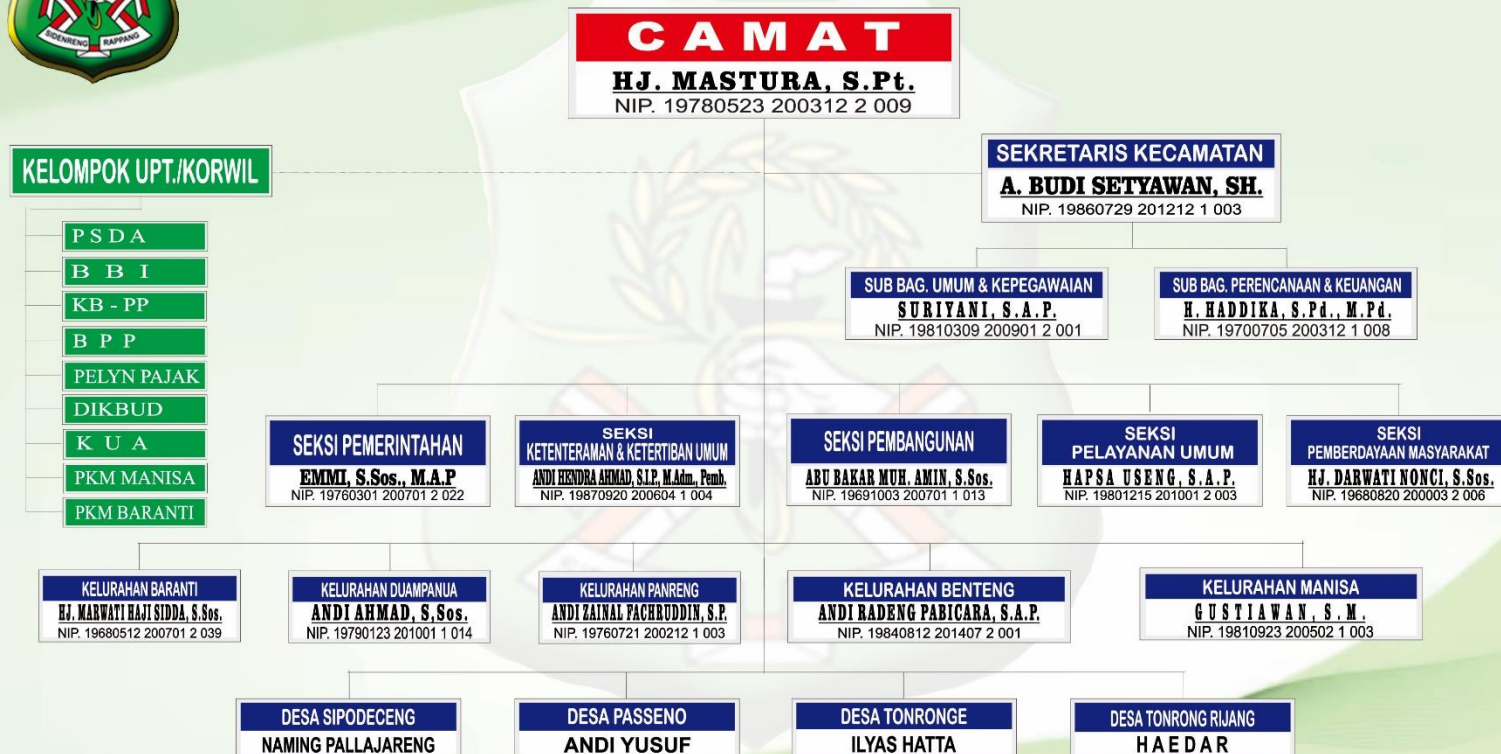 SIDENRENG RAPPANG
CAMAT
HJ. MASTURA, S.Pt.
NIP. 19780523 200312 2 009
KELOMPOK UPT./KORWIL
PSDA
BBI
KB - PP
BPP
PELYN PAJAK
DIKBUD
KUA
PKM MANISA
PKM BARANTI
SEKRETARIS KECAMATAN
A. BUDI SETYAWAN, SH.
NIP. 19860729 201212 1 003
SUB BAG. UMUM & KEPEGAWAIAN
SURIYANI, S.A.P.
NIP. 19810309 200901 2 001
SUB BAG. PERENCANAAN & KEUANGAN
H. HADDIKA, S.Pd., M.Pd.
NIP. 19700705 200312 1 008
SEKSI PEMERINTAHAN
EMMI, S.Sos., M.A.P
NIP. 19760301 200701 2 022
SEKSI
KETENTERAMAN & KETERTIBAN UMUM
ANDI HENDRA AHMAD, S.I.P., M.Adm., Pemb.
NIP. 19870920 200604 1 004
SEKSI PEMBANGUNAN
ABU BAKAR MUH. AMIN, S.Sos.
NIP. 19691003 200701 1 013
SEKSI
PELAYANAN UMUM
HAPSA USENG, S.A.P.
NIP. 19801215 201001 2 003
SEKSI
PEMBERDAYAAN MASYARAKAT
HJ. DARWATI NONCI, S.Sos.
NIP. 19680820 200003 2 006
KELURAHAN BARANTI
HJ. MARWATI HAJI SIDDA, S.Sos.
NIP. 19680512 200701 2 039
KELURAHAN DUAMPANUA
ANDI AHMAD, S,Sos.
NIP. 19790123 201001 1 014
KELURAHAN PANRENG
ANDI ZAINAL FACHRUDDIN, S.P.
NIP. 19760721 200212 1 003
KELURAHAN BENTENG
ANDI RADENG PABICARA, S.A.P.
NIP. 19840812 201407 2 001
KELURAHAN MANISA
GUSTIAWAN, S.M.
NIP. 19810923 200502 1 003
DESA SIPODECENG
NAMING PALLAJARENG
DESA PASSENO
ANDI YUSUF
DESA TONRONGE
ILYAS HATTA
DESA TONRONG RIJANG
HAEDAR